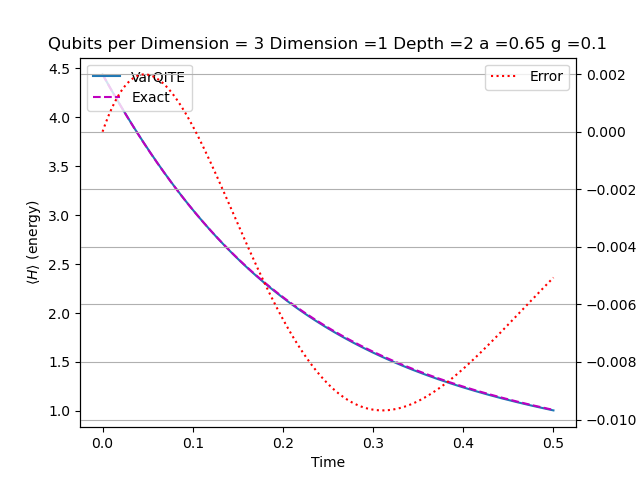 Qubits per Dimension = 3 Dimension =1 Depth =2 a =0.65 g =0.1
VarQITE
Exact
Error
4.5
4.0
3.5
3.0
2.5
2.0
1.5
1.0
⟨H⟩ (energy)
0.002
0.000
−0.002
−0.004
−0.006
−0.008
−0.010
0.0 0.1 0.2 0.3 0.4 0.5
Time